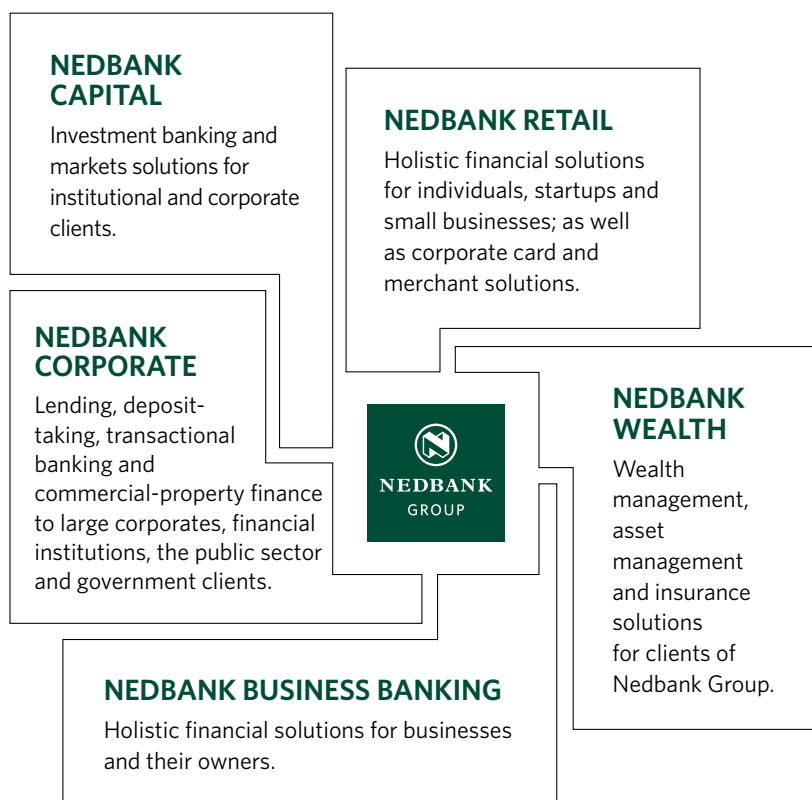 NEDBANK
CAPITAL
Investment banking and
markets solutions for
institutional and corporate
clients.
NEDBANK RETAIL
Holistic financial solutions
for individuals, startups and
small businesses; as well
as corporate card and
merchant solutions.
NEDBANK
CORPORATE
Lending, deposit-
taking, transactional
banking and
commercial-property finance
to large corporates, financial
institutions, the public sector
and government clients.
NEDBANK
GROUP
NEDBANK
WEALTH
Wealth
management,
asset
management
and insurance
solutions
for clients of
Nedbank Group.
NEDBANK BUSINESS BANKING
Holistic financial solutions for businesses
and their owners.